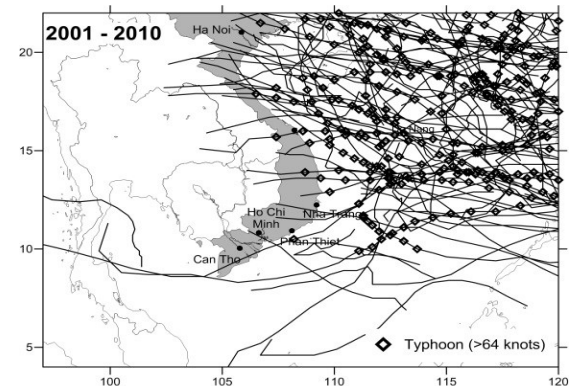 2001 - 2010
Ha Noi
20
15
Nang
Ho Chi
Minh
Nha Trang
Phan Thiet
10
Can Tho
Typhoon (>64 knots)
5
100
105
110
115
120